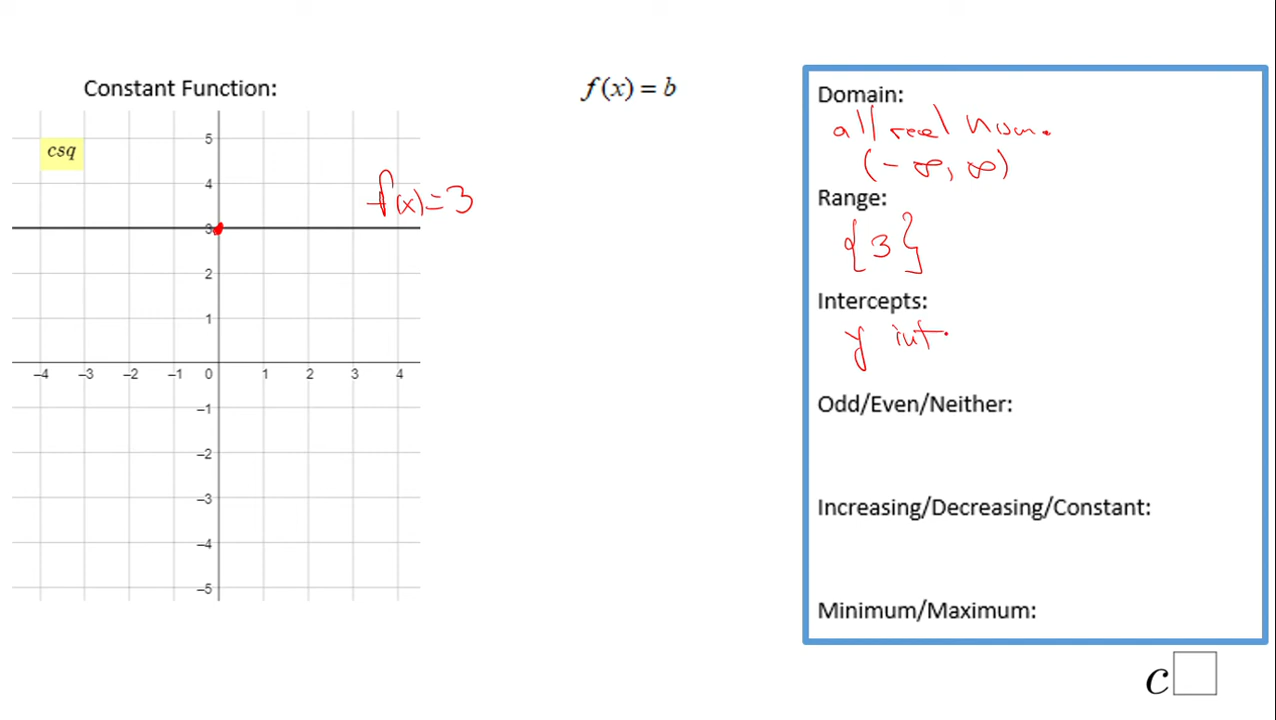 Constant Function:
f(x) = b
csq
5
4
3
2
1
–4 –3 –2 –1 0 1 2 3 4
–1
–2
–3
–4
–5
f(x)=3
Domain:
all real num.
(-∞, ∞)
Range:
{3}
Intercepts:
y int.
Odd/Even/Neither:
Increasing/Decreasing/Constant:
Minimum/Maximum:
c